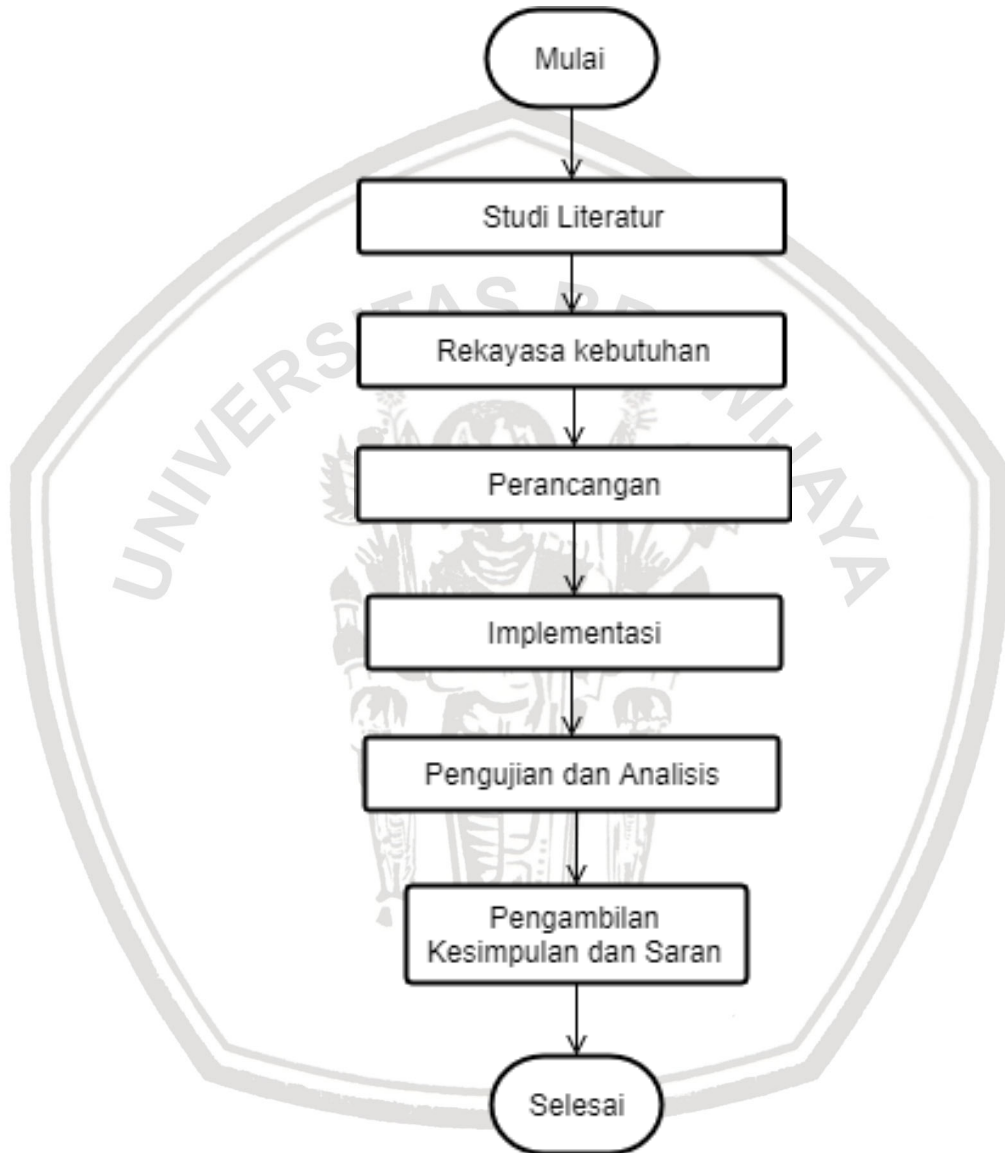 Mulai
Studi Literatur
UNIVERSITAS BRAWIJAYA
Rekayasa kebutuhan
Perancangan
Implementasi
Pengujian dan Analisis
Pengambilan
Kesimpulan dan Saran
Selesai